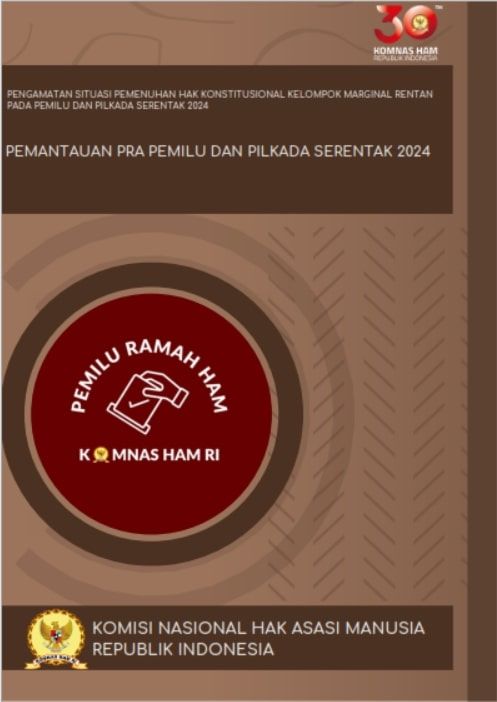 30
KOMNAS HAM
REPUBLIK INDONESIA
PENGAMATAN SITUASI PEMENUHAN HAK KONSTITUSIONAL KELOMPOK MARGINAL RENTAN
PADA PEMILU DAN PILKADA SERENTAK 2024
PEMANTAUAN PRA PEMILU DAN PILKADA SERENTAK 2024
PEMILU RAMAH HAM
KOMNAS HAM RI
KOMISI NASIONAL HAK ASASI MANUSIA
REPUBLIK INDONESIA
KOMNAS HAM